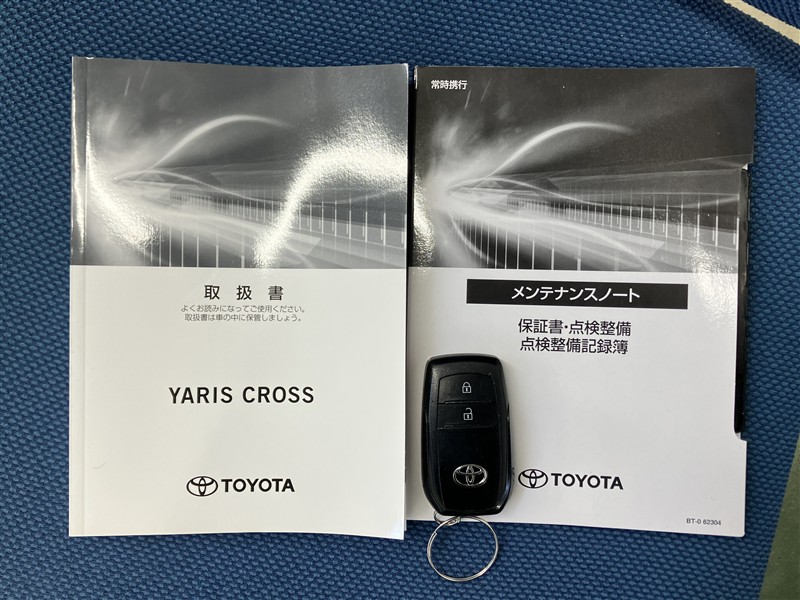 取扱書
よくお読みになってご使用ください。
取扱書は車の中に保管しましょう。
YARIS CROSS
TOYOTA
常時携行
メンテナンスノート
保証書・点検整備
点検整備記録簿
TOYOTA
BT-0 62304